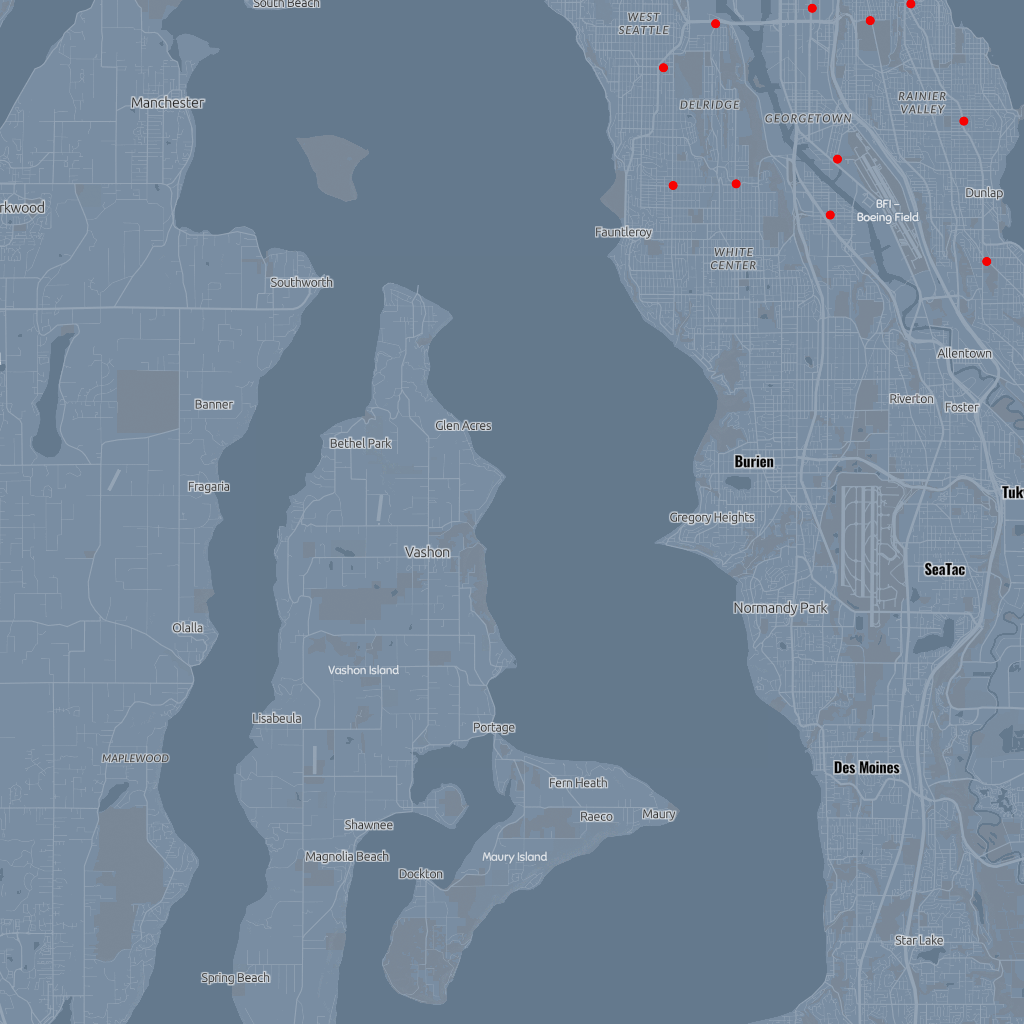 South Beach
WEST
SEATTLE
Manchester
DELRIDGE
RAINIER
VALLEY
GEORGETOWN
rkwood
Dunlap
BFI –
Boeing Field
Fauntleroy
WHITE
CENTER
Southworth
Allentown
Banner
Riverton
Foster
Glen Acres
Bethel Park
Burien
Fragaria
Tuk
Gregory Heights
Vashon
SeaTac
Normandy Park
Olalla
Vashon Island
Lisabeula
Portage
MAPLEWOOD
Des Moines
Fern Heath
Raeco
Maury
Shawnee
Magnolia Beach
Maury Island
Dockton
Star Lake
Spring Beach